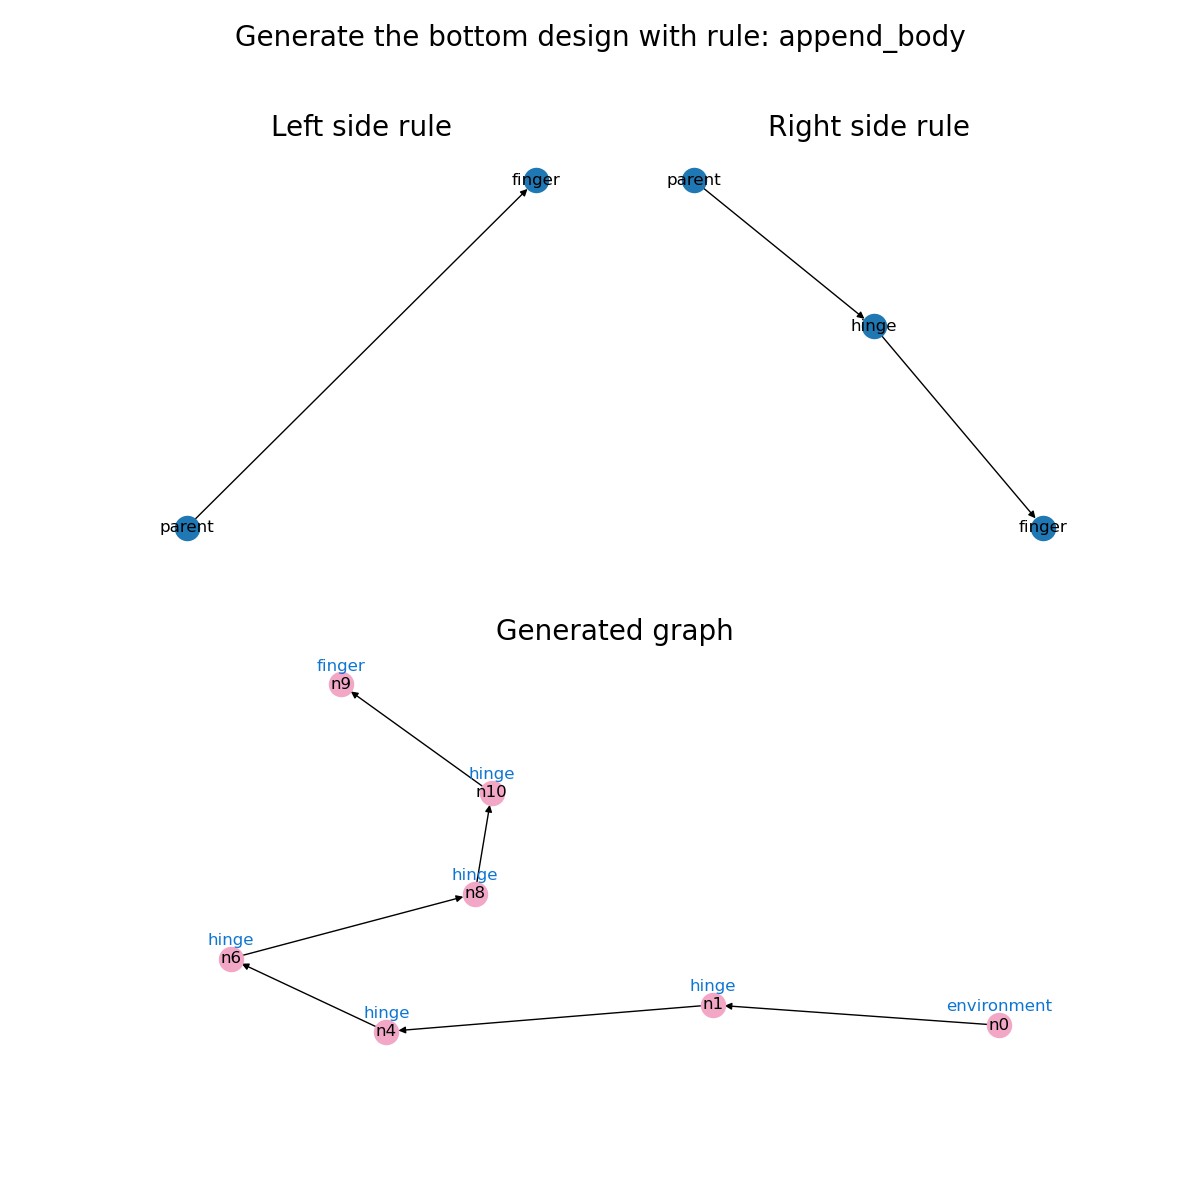 Generate the bottom design with rule: append_body
Left side rule
Right side rule
finger
parent
hinge
parent
finger
Generated graph
finger
n9
hinge
n10
hinge
n8
hinge
n6
hinge
n1
environment
n0
hinge
n4